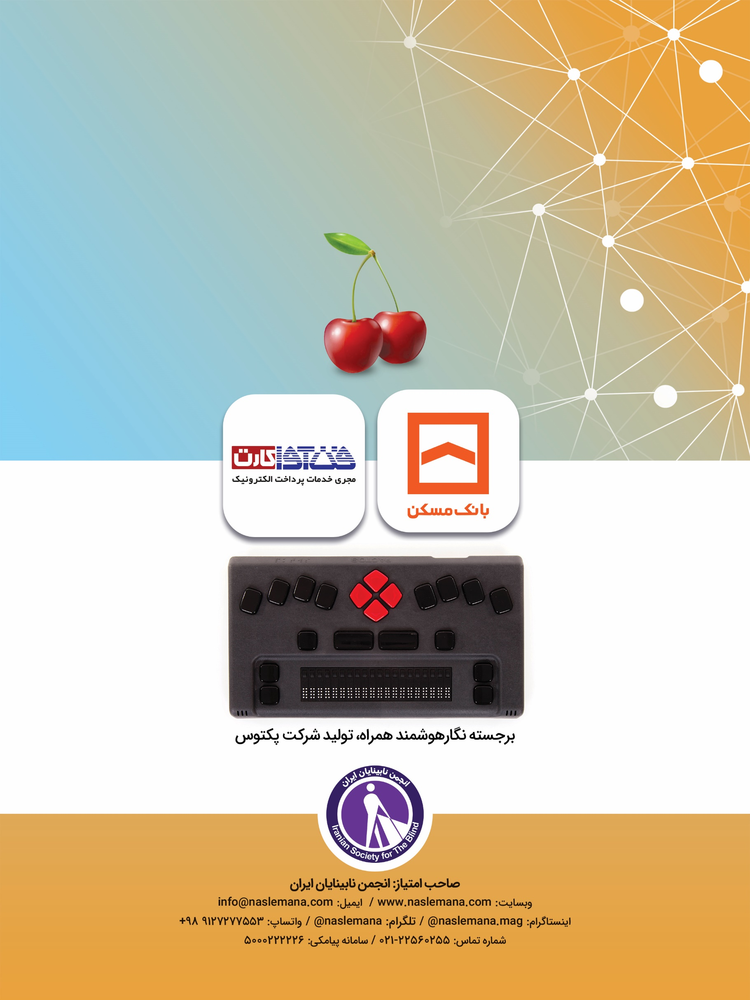 بانک مسکن
فن آوا کارت
مجری خدمات پرداخت الکترونیک
برجسته نگارهوشمند همراه، تولید شرکت پکتوس
انجمن نابینایان ایران
Iranian Society for The Blind
صاحب امتیاز: انجمن نابینایان ایران
وبسایت: www.naslemana.com / ایمیل: info@naslemana.com
اینستاگرام: @naslemana.mag / تلگرام: @naslemana / واتساپ: +۹۸ ۹۱۲۷۲۷۷۵۵۳
شماره تماس: ۰۲۱-۲۲۵۶۰۲۵۵ / سامانه پیامکی: ۵۰۰۰۲۲۲۲۲۶